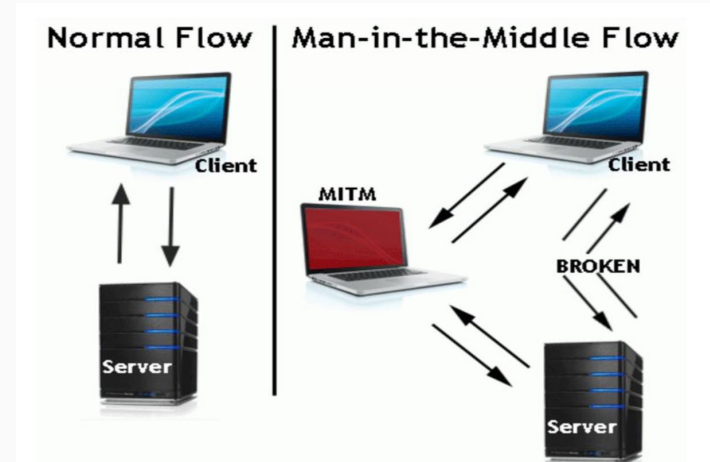 Normal Flow
Man-in-the-Middle Flow
Client
Server
Client
MITM
BROKEN
Server